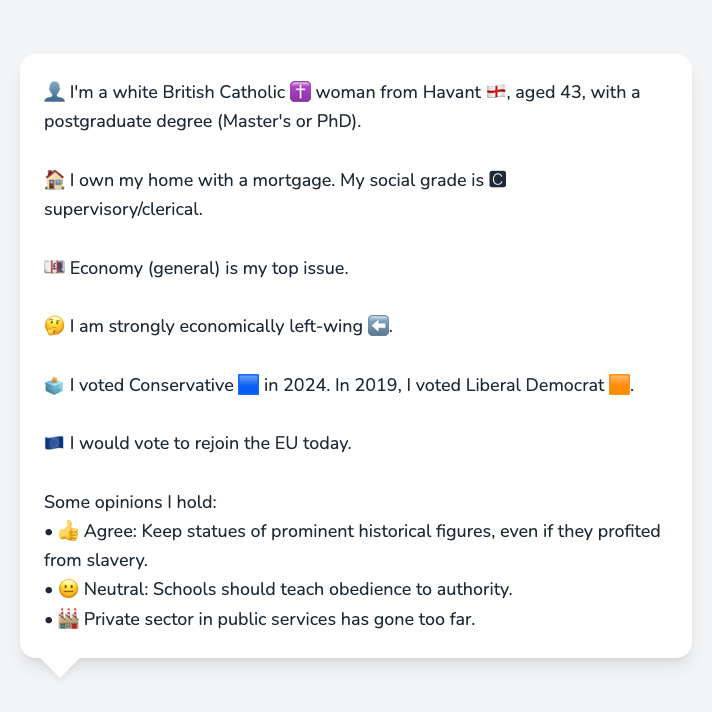 👤 I'm a white British Catholic ✝️ woman from Havant 🏴󠁧󠁢󠁥󠁮󠁧󠁿, aged 43, with a
postgraduate degree (Master's or PhD).
🏠 I own my home with a mortgage. My social grade is 🅲
supervisory/clerical.
💷 Economy (general) is my top issue.
🤔 I am strongly economically left-wing ⬅️.
🗳️ I voted Conservative 🟦 in 2024. In 2019, I voted Liberal Democrat 🟧.
🇪🇺 I would vote to rejoin the EU today.
Some opinions I hold:
• 👍 Agree: Keep statues of prominent historical figures, even if they profited
from slavery.
• 😐 Neutral: Schools should teach obedience to authority.
• 🏭 Private sector in public services has gone too far.